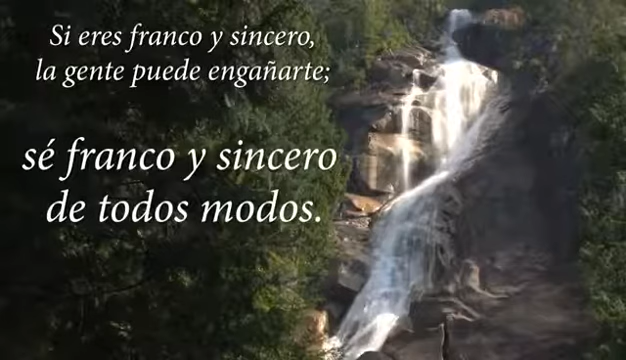 Si eres franco y sincero,
la gente puede engañarte;
sé franco y sincero
de todos modos.